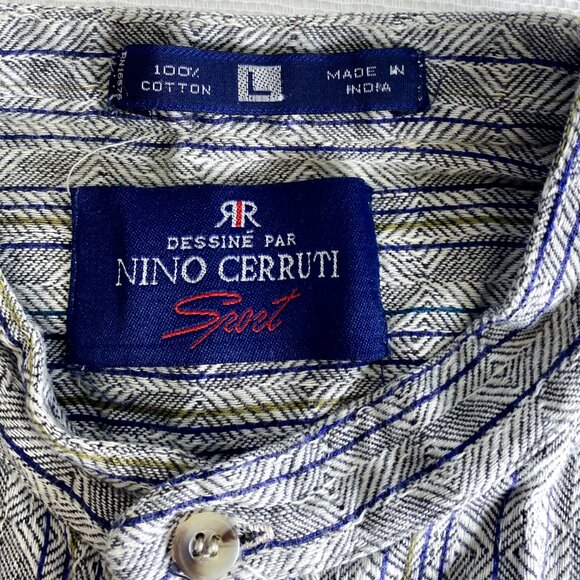 100%
COTTON
L
MADE IN
INDIA
DESSINÉ PAR
NINO CERRUTI
Sport